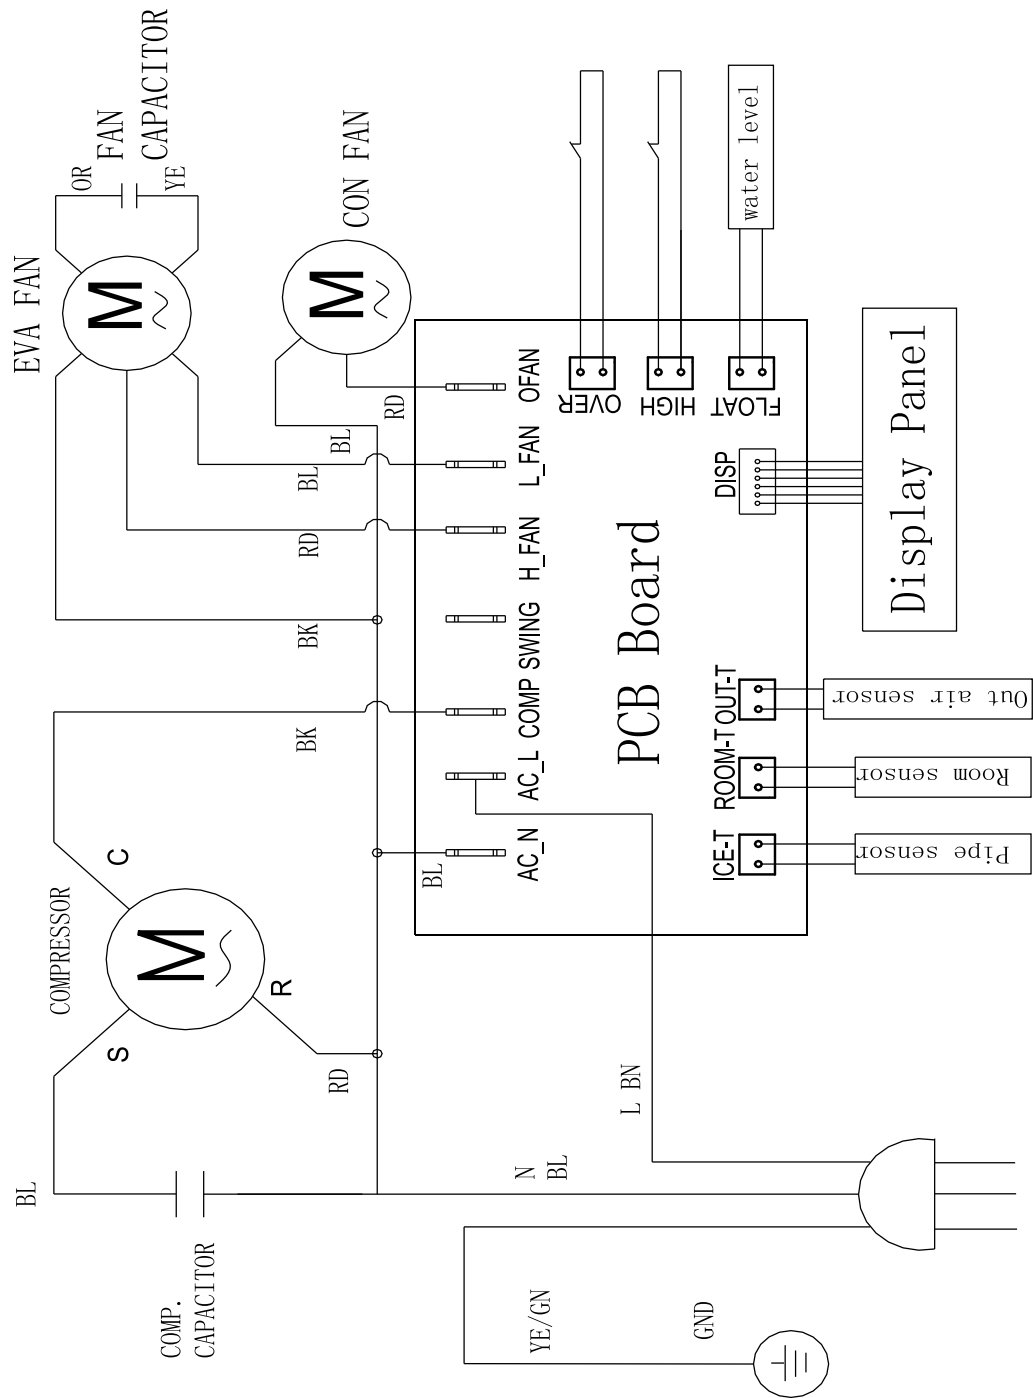 COMP.
CAPACITOR
BL
COMPRESSOR
S
M
C
R
RD
BK
EVA FAN
M
OR
FAN
CAPACITOR
YE
BK
RD
BL
CON FAN
M
BL
RD
BL
AC_N
AC_L
COMP
SWING
H_FAN
L_FAN
OFAN
OVER
HIGH
FLOAT
water level
PCB Board
DISP
Display Panel
ICE-T
ROOM-T
OUT-T
Pipe sensor
Room sensor
Out air sensor
L BN
N
BL
YE/GN
GND